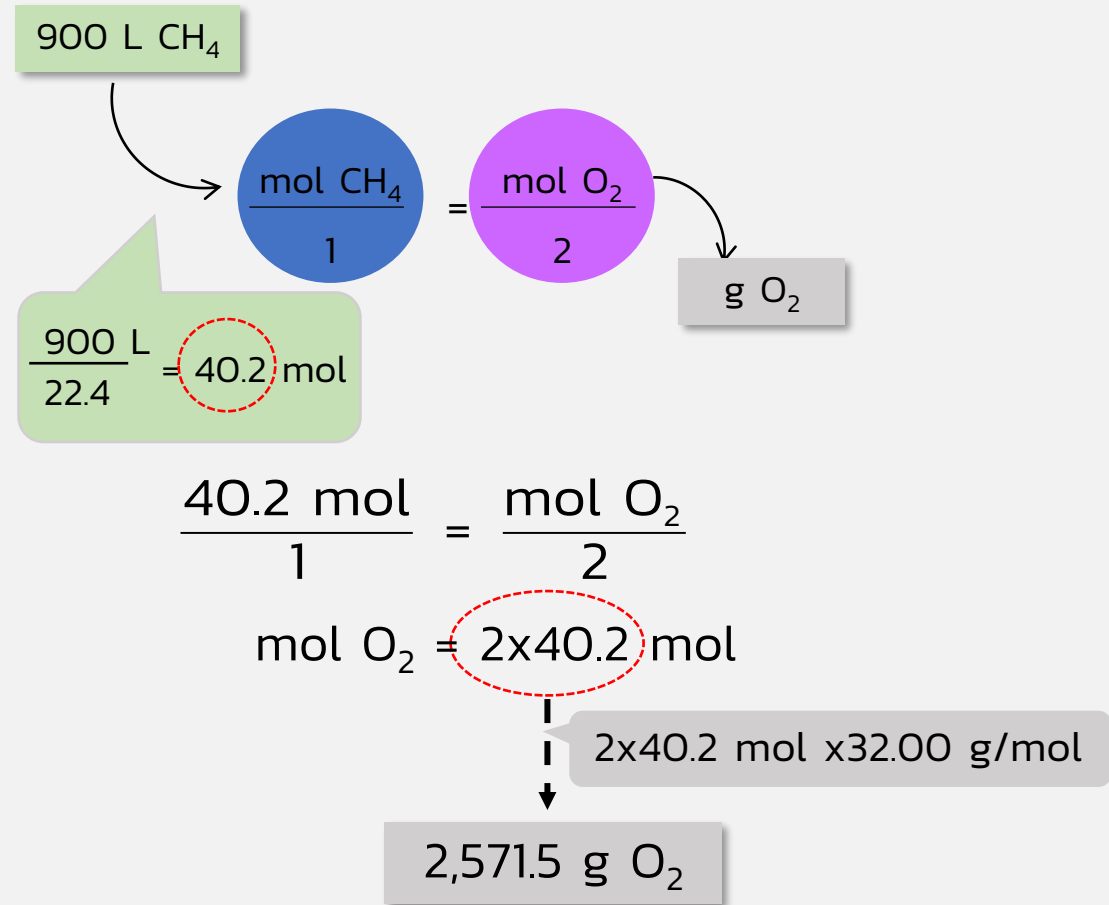 900 L CH₄
mol CH₄ = mol O₂
1 2
g O₂
900 L
22.4 = 40.2 mol
40.2 mol = mol O₂
1 2
mol O₂ = 2x40.2 mol
2x40.2 mol x32.00 g/mol
2,571.5 g O₂